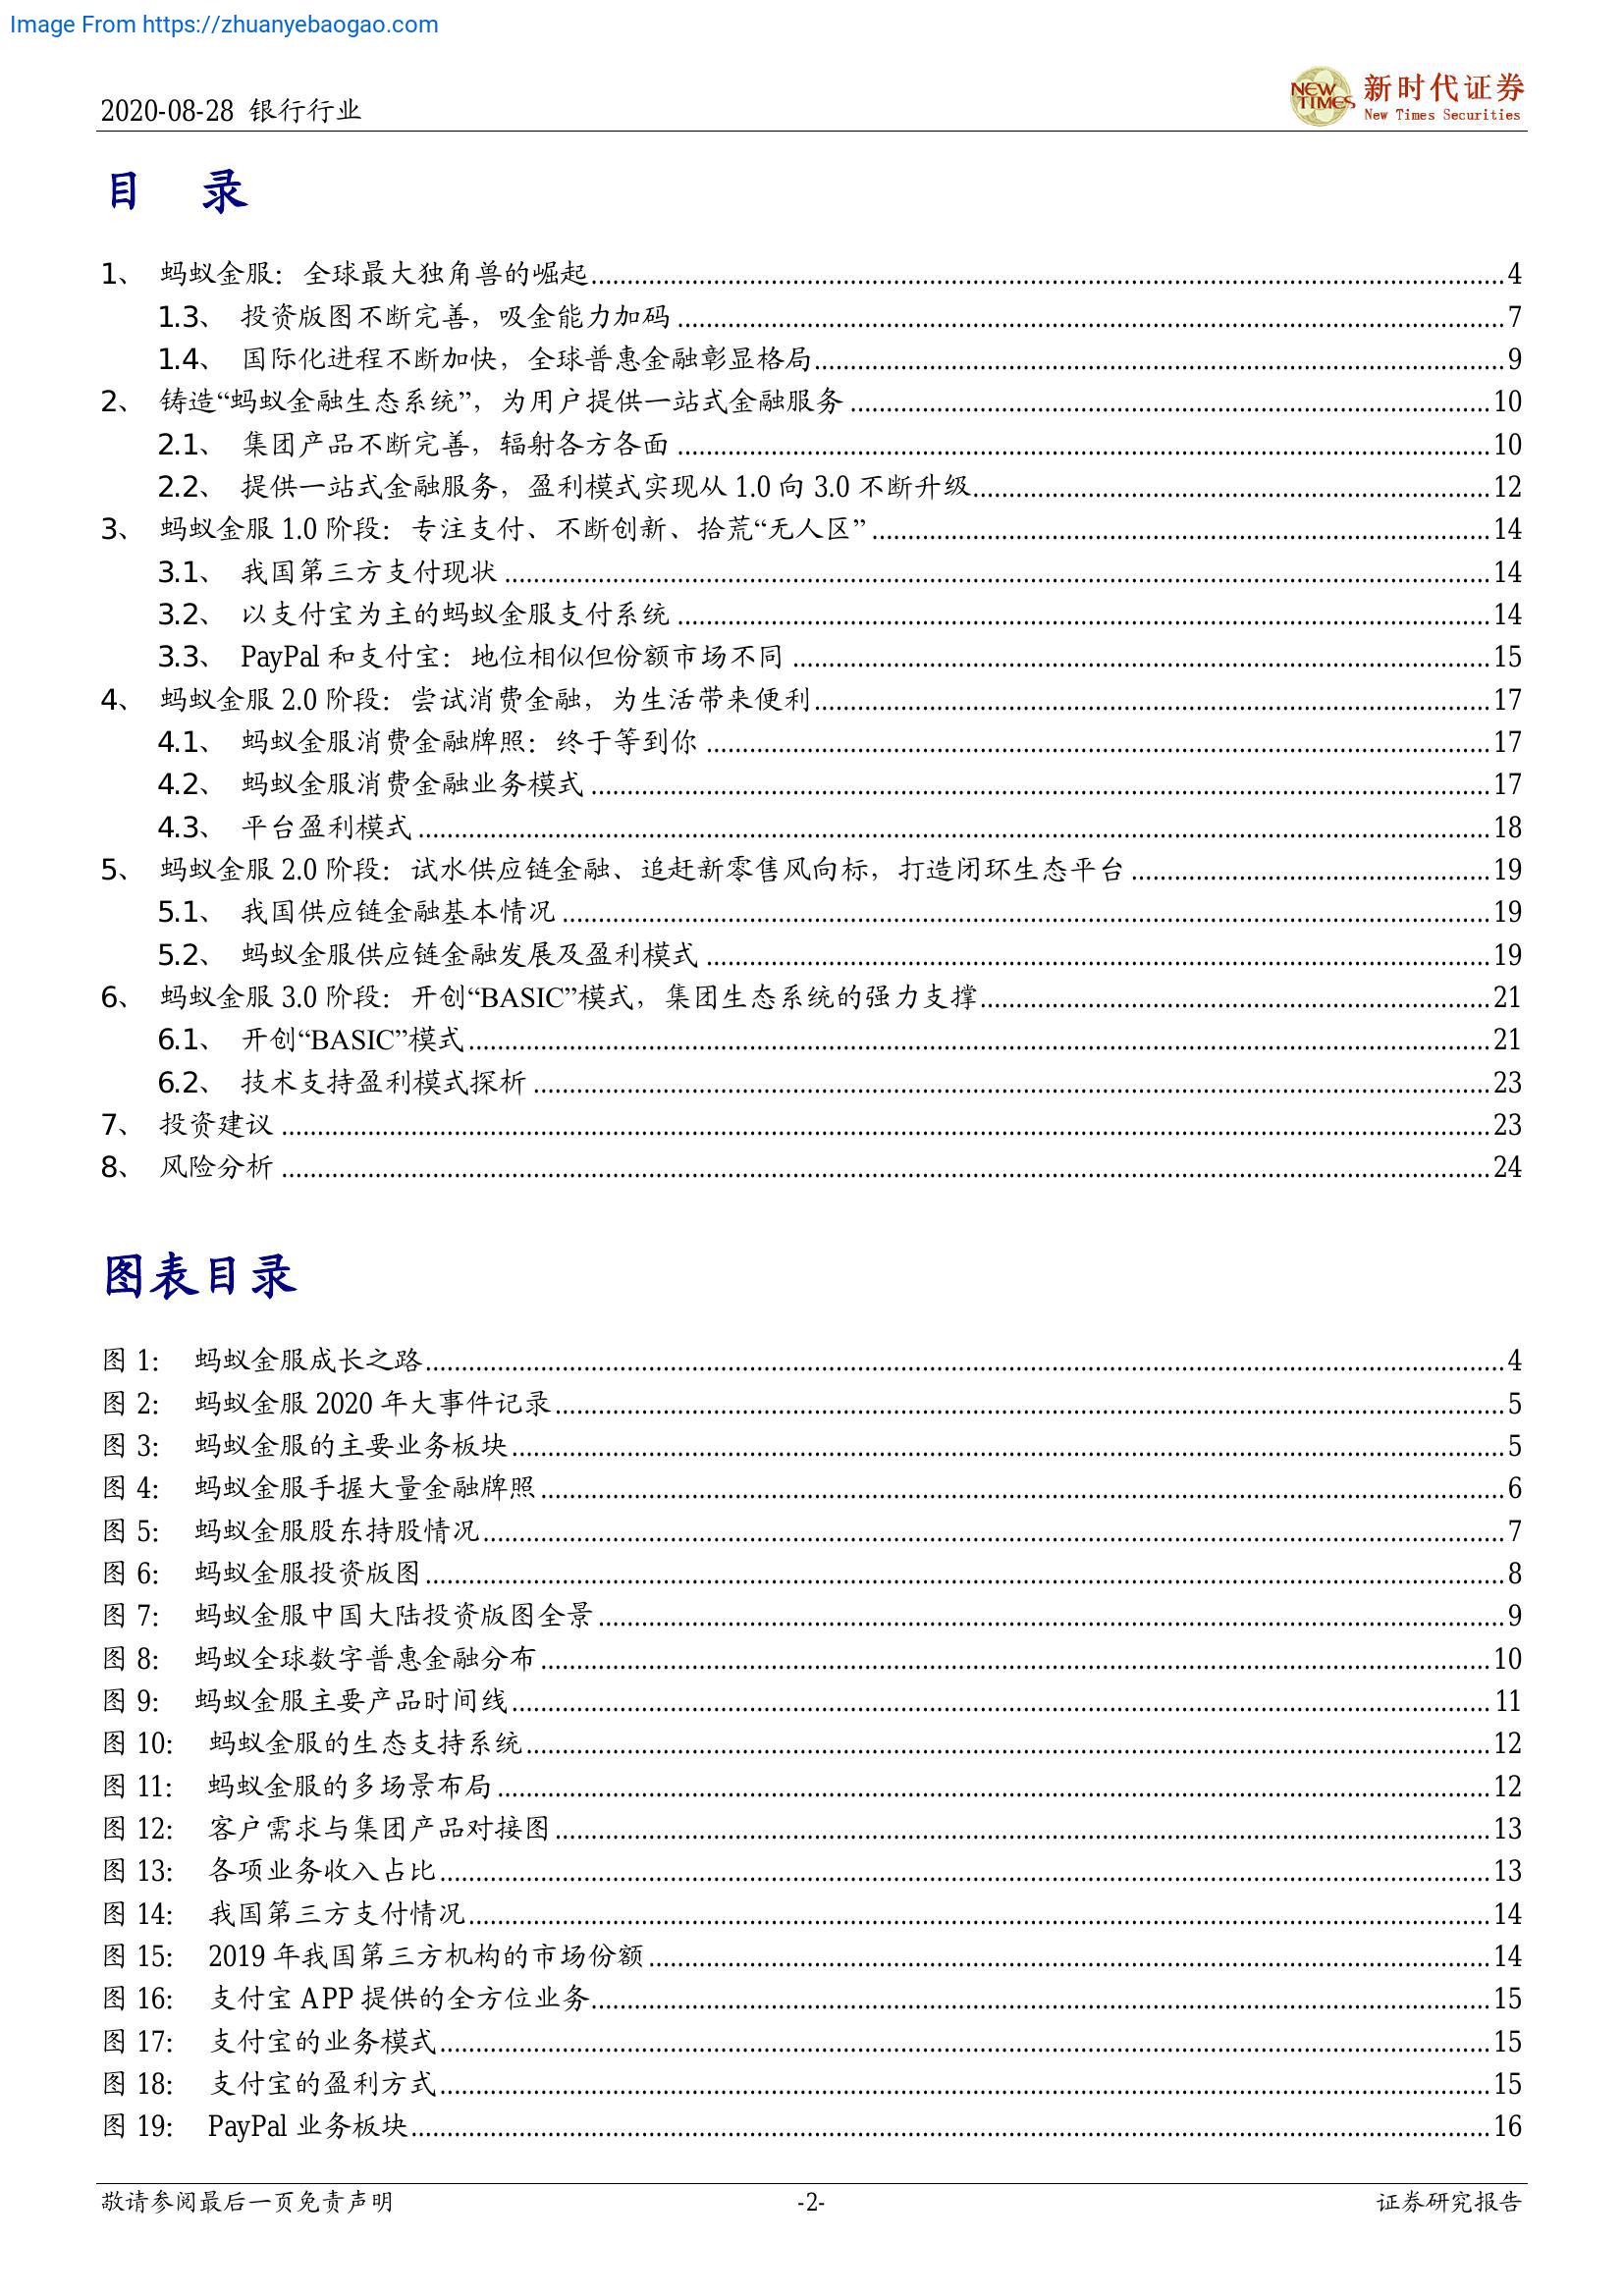 Image From https://zhuanyebaogao.com
2020-08-28 银行行业
NEW TIMES
新时代证券
New Times Securities
目 录
1、 蚂蚁金服：全球最大独角兽的崛起 4
1.3、 投资版图不断完善，吸金能力加码 7
1.4、 国际化进程不断加快，全球普惠金融彰显格局 9
2、 铸造“蚂蚁金融生态系统”，为用户提供一站式金融服务 10
2.1、 集团产品不断完善，辐射各方各面 10
2.2、 提供一站式金融服务，盈利模式实现从 1.0 向 3.0 不断升级 12
3、 蚂蚁金服 1.0 阶段：专注支付、不断创新、拾荒“无人区” 14
3.1、 我国第三方支付现状 14
3.2、 以支付宝为主的蚂蚁金服支付系统 14
3.3、 PayPal 和支付宝：地位相似但份额市场不同 15
4、 蚂蚁金服 2.0 阶段：尝试消费金融，为生活带来便利 17
4.1、 蚂蚁金服消费金融牌照：终于等到你 17
4.2、 蚂蚁金服消费金融业务模式 17
4.3、 平台盈利模式 18
5、 蚂蚁金服 2.0 阶段：试水供应链金融、追赶新零售风向标，打造闭环生态平台 19
5.1、 我国供应链金融基本情况 19
5.2、 蚂蚁金服供应链金融发展及盈利模式 19
6、 蚂蚁金服 3.0 阶段：开创“BASIC”模式，集团生态系统的强力支撑 21
6.1、 开创“BASIC”模式 21
6.2、 技术支持盈利模式探析 23
7、 投资建议 23
8、 风险分析 24
图表目录
图 1: 蚂蚁金服成长之路 4
图 2: 蚂蚁金服 2020 年大事件记录 5
图 3: 蚂蚁金服的主要业务板块 5
图 4: 蚂蚁金服手握大量金融牌照 6
图 5: 蚂蚁金服股东持股情况 7
图 6: 蚂蚁金服投资版图 8
图 7: 蚂蚁金服中国大陆投资版图全景 9
图 8: 蚂蚁全球数字普惠金融分布 10
图 9: 蚂蚁金服主要产品时间线 11
图 10: 蚂蚁金服的生态支持系统 12
图 11: 蚂蚁金服的多场景布局 12
图 12: 客户需求与集团产品对接图 13
图 13: 各项业务收入占比 13
图 14: 我国第三方支付情况 14
图 15: 2019 年我国第三方机构的市场份额 14
图 16: 支付宝 APP 提供的全方位业务 15
图 17: 支付宝的业务模式 15
图 18: 支付宝的盈利方式 15
图 19: PayPal 业务板块 16
敬请参阅最后一页免责声明 -2- 证券研究报告